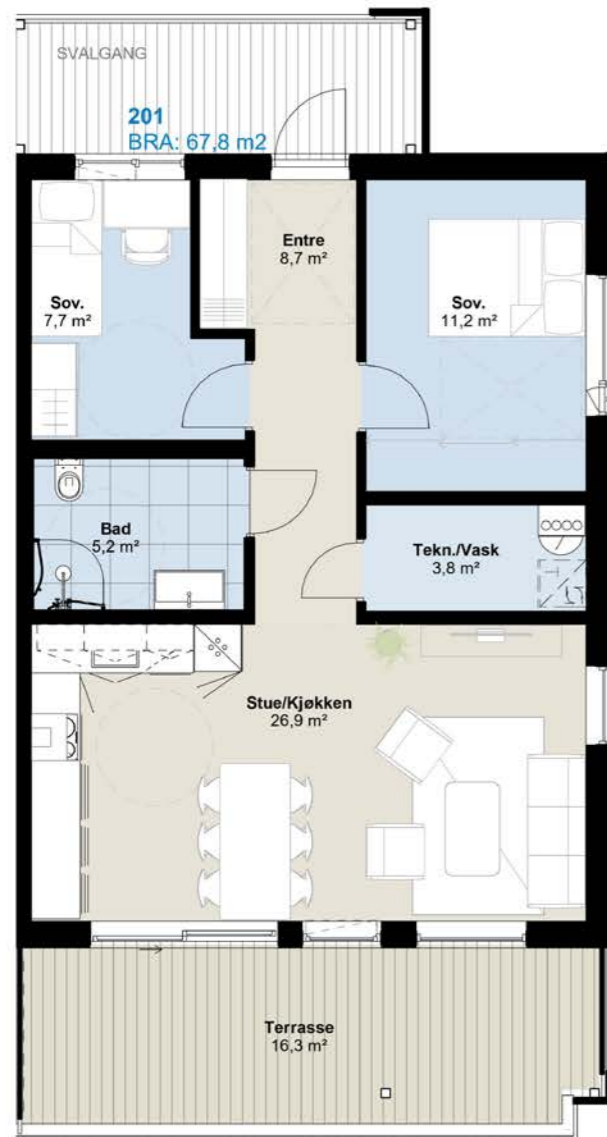 SVALGANG
201
BRA: 67,8 m2
Entre
8,7 m²
Sov.
7,7 m²
Sov.
11,2 m²
Bad
5,2 m²
Tekn./Vask
3,8 m²
Stue/Kjøkken
26,9 m²
Terrasse
16,3 m²